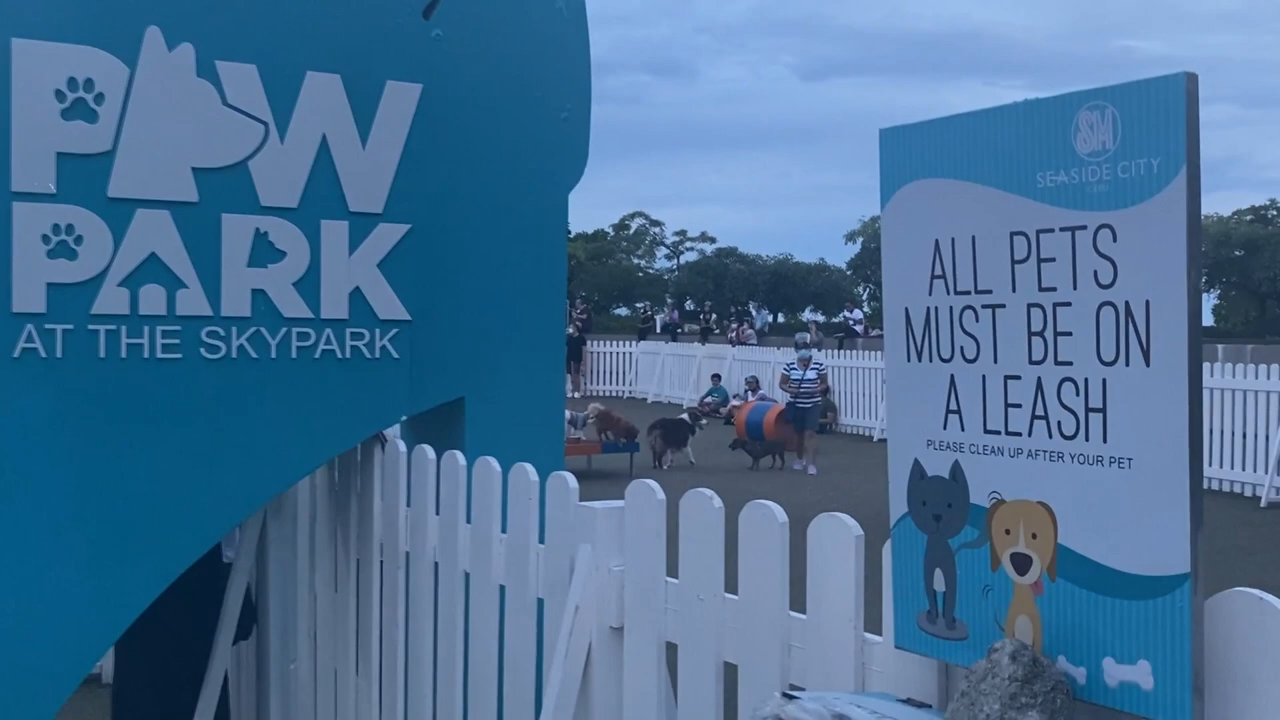 PAW
PARK
AT THE SKYPARK
SM
SEASIDE CITY
ALL PETS
MUST BE ON
A LEASH
PLEASE CLEAN UP AFTER YOUR PET